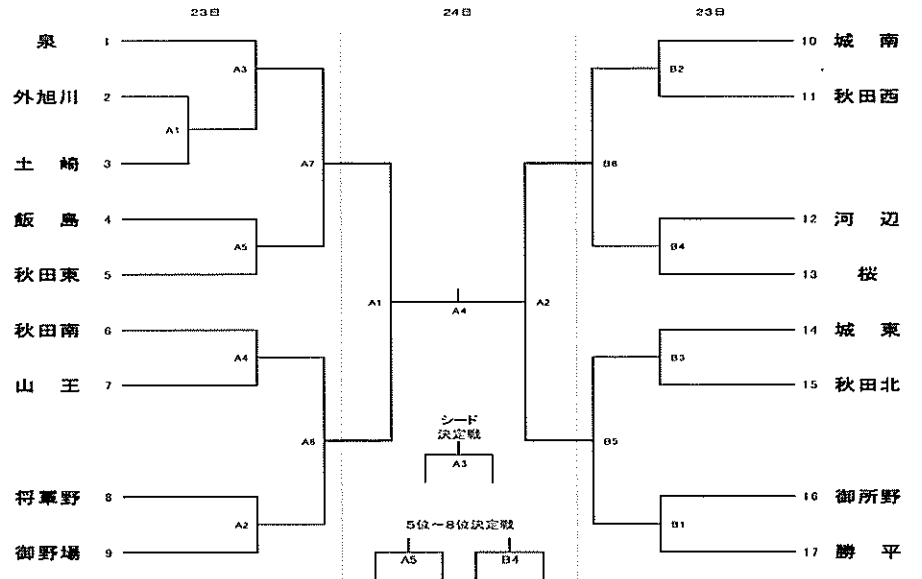 23日 24日 23日
泉 1
10 城南
A3
B2
外旭川 2
11 秋田西
A1
土崎 3
A7
B6
飯島 4
12 河辺
A5
B4
秋田東 5
13 桜
A1 A4 A2
秋田南 6
14 城東
A4
B3
山王 7
15 秋田北
シード
決定戦
A6
B5
A3
将軍野 8
16 御所野
A2
B1
5位~8位決定戦
御野場 9
17 勝平
A5 B4